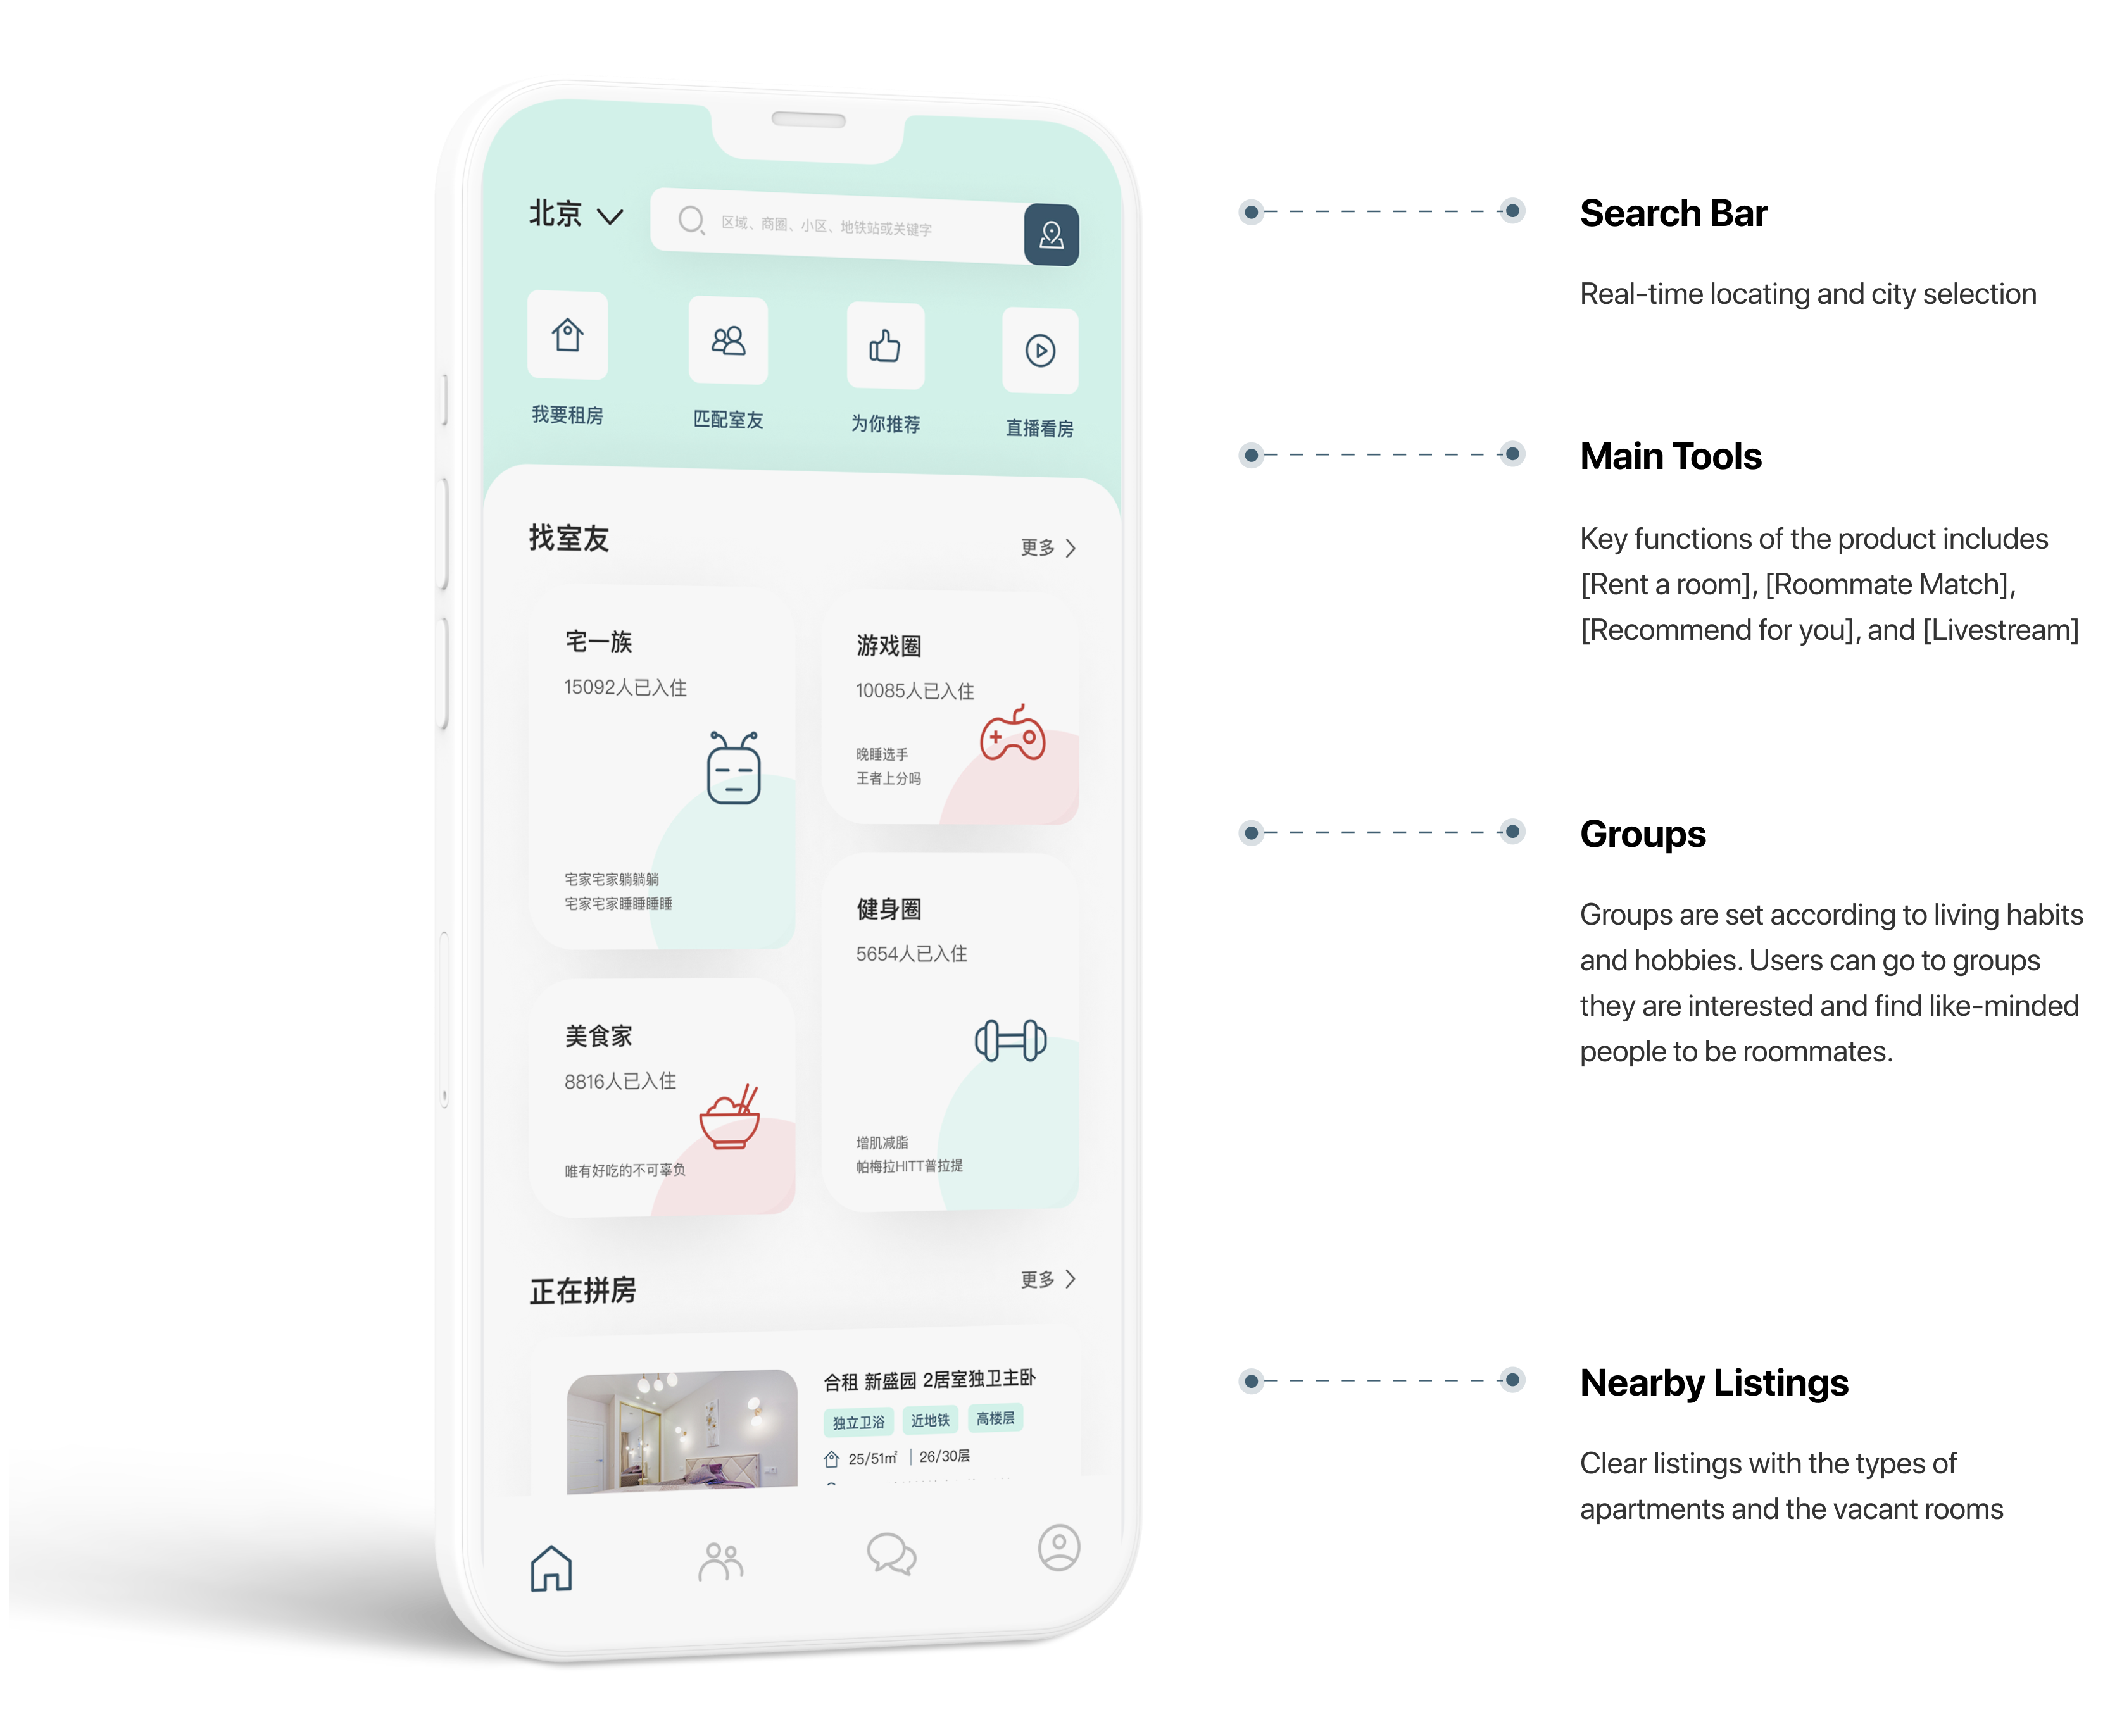 北京
区域、商圈、小区、地铁站或关键字
我要租房
匹配室友
为你推荐
直播看房
找室友
更多
宅一族
15092人已入住
宅家宅家躺躺躺
宅家宅家睡睡睡睡
游戏圈
10085人已入住
晚睡选手
王者上分吗
美食家
8816人已入住
唯有好吃的不可辜负
健身圈
5654人已入住
增肌减脂
帕梅拉HITT普拉提
正在拼房
更多
合租 新盛园 2居室独卫主卧
独立卫浴 近地铁 高楼层
25/51㎡ | 26/30层
Search Bar
Real-time locating and city selection
Main Tools
Key functions of the product includes
[Rent a room], [Roommate Match],
[Recommend for you], and [Livestream]
Groups
Groups are set according to living habits
and hobbies. Users can go to groups
they are interested and find like-minded
people to be roommates.
Nearby Listings
Clear listings with the types of
apartments and the vacant rooms